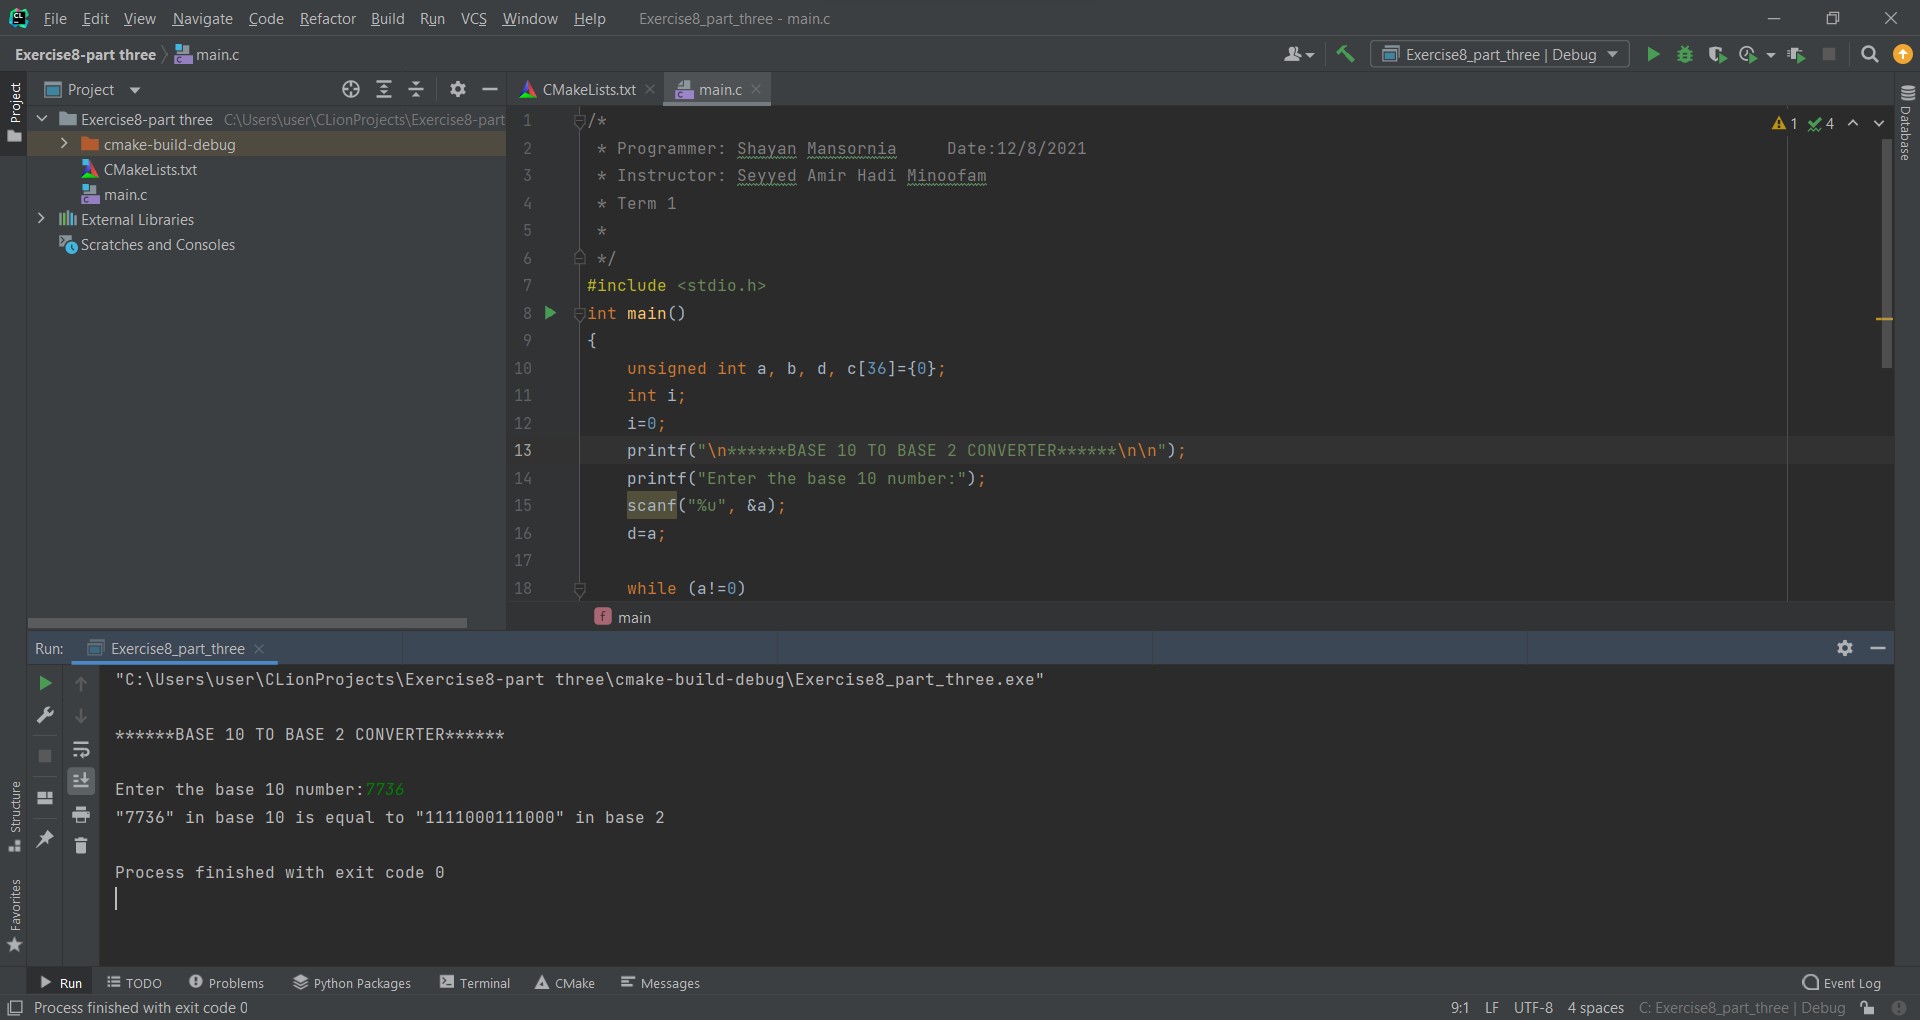 File Edit View Navigate Code Refactor Build Run VCS Window Help Exercise8_part_three - main.c
Exercise8-part three main.c Exercise8_part_three | Debug
Project
Project
CMakeLists.txt
main.c
Exercise8-part three C:\Users\user\CLionProjects\Exercise8-part
cmake-build-debug
CMakeLists.txt
main.c
External Libraries
Scratches and Consoles
1 /*
2 * Programmer: Shayan Mansornia Date:12/8/2021
3 * Instructor: Seyyed Amir Hadi Minoofam
4 * Term 1
5 *
6 */
7 #include <stdio.h>
8 int main()
9 {
10 unsigned int a, b, d, c[36]={0};
11 int i;
12 i=0;
13 printf("\n******BASE 10 TO BASE 2 CONVERTER******\n\n");
14 printf("Enter the base 10 number:");
15 scanf("%u", &a);
16 d=a;
17
18 while (a!=0)
1 4
Database
f main
Run: Exercise8_part_three
"C:\Users\user\CLionProjects\Exercise8-part three\cmake-build-debug\Exercise8_part_three.exe"
******BASE 10 TO BASE 2 CONVERTER******
Enter the base 10 number:7736
"7736" in base 10 is equal to "1111000111000" in base 2
Process finished with exit code 0
Structure
Favorites
Run TODO Problems Python Packages Terminal CMake Messages Event Log
Process finished with exit code 0 9:1 LF UTF-8 4 spaces C: Exercise8_part_three | Debug